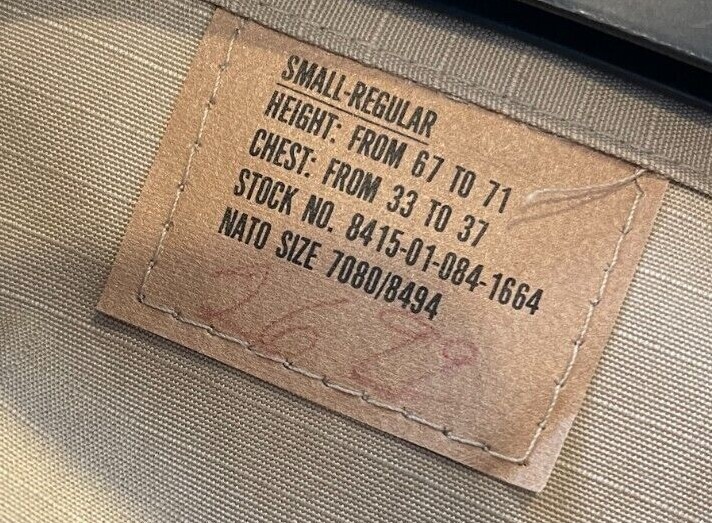 SMALL-REGULAR
HEIGHT: FROM 67 TO 71
CHEST: FROM 33 TO 37
STOCK NO. 8415-01-084-1664
NATO SIZE 7080/8494